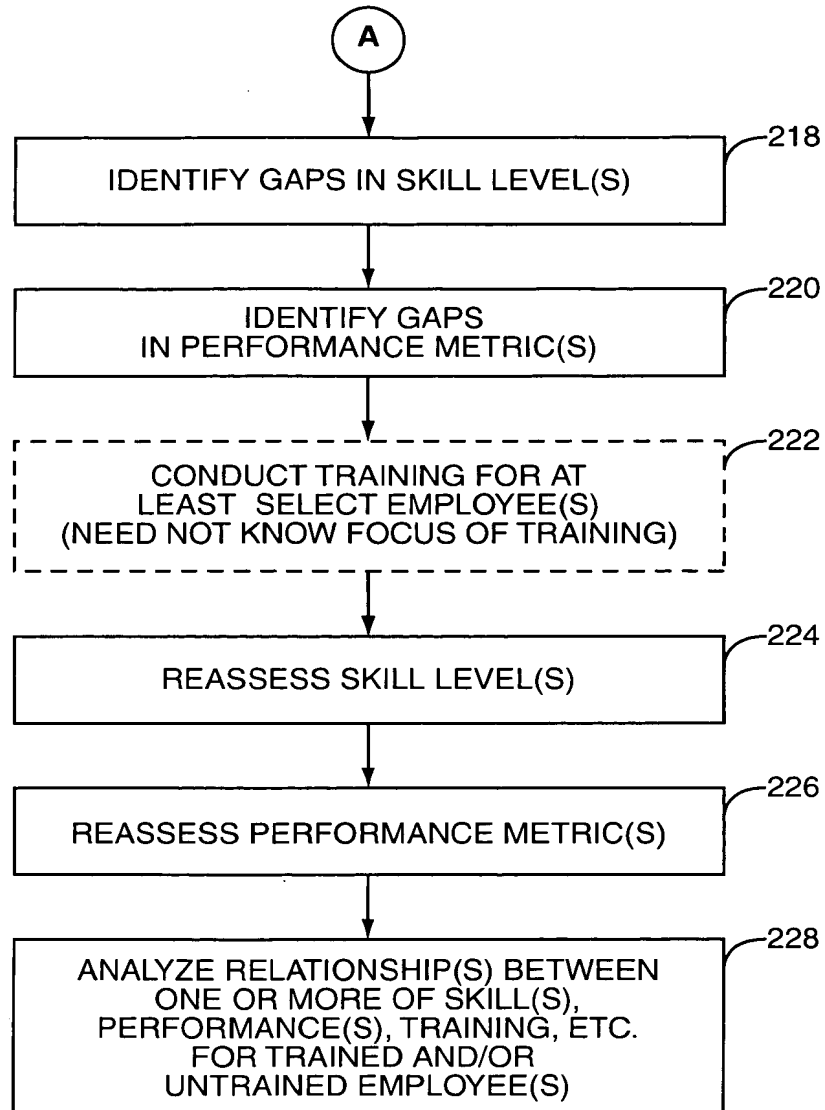 A
218
IDENTIFY GAPS IN SKILL LEVEL(S)
220
IDENTIFY GAPS
IN PERFORMANCE METRIC(S)
222
CONDUCT TRAINING FOR AT
LEAST SELECT EMPLOYEE(S)
(NEED NOT KNOW FOCUS OF TRAINING)
224
REASSESS SKILL LEVEL(S)
226
REASSESS PERFORMANCE METRIC(S)
228
ANALYZE RELATIONSHIP(S) BETWEEN
ONE OR MORE OF SKILL(S),
PERFORMANCE(S), TRAINING, ETC.
FOR TRAINED AND/OR
UNTRAINED EMPLOYEE(S)